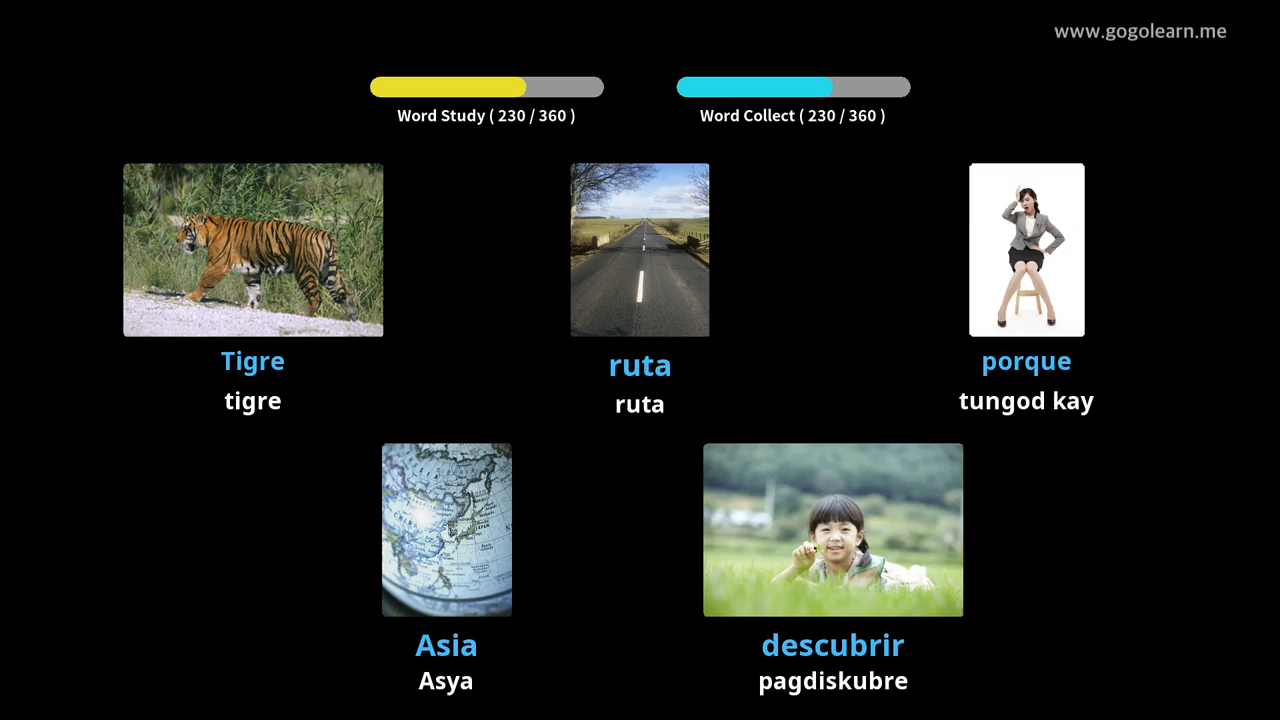 www.gogolearn.me
Word Study ( 230 / 360 )
Word Collect ( 230 / 360 )
Tigre
tigre
ruta
ruta
porque
tungod kay
Asia
Asya
descubrir
pagdiskubre